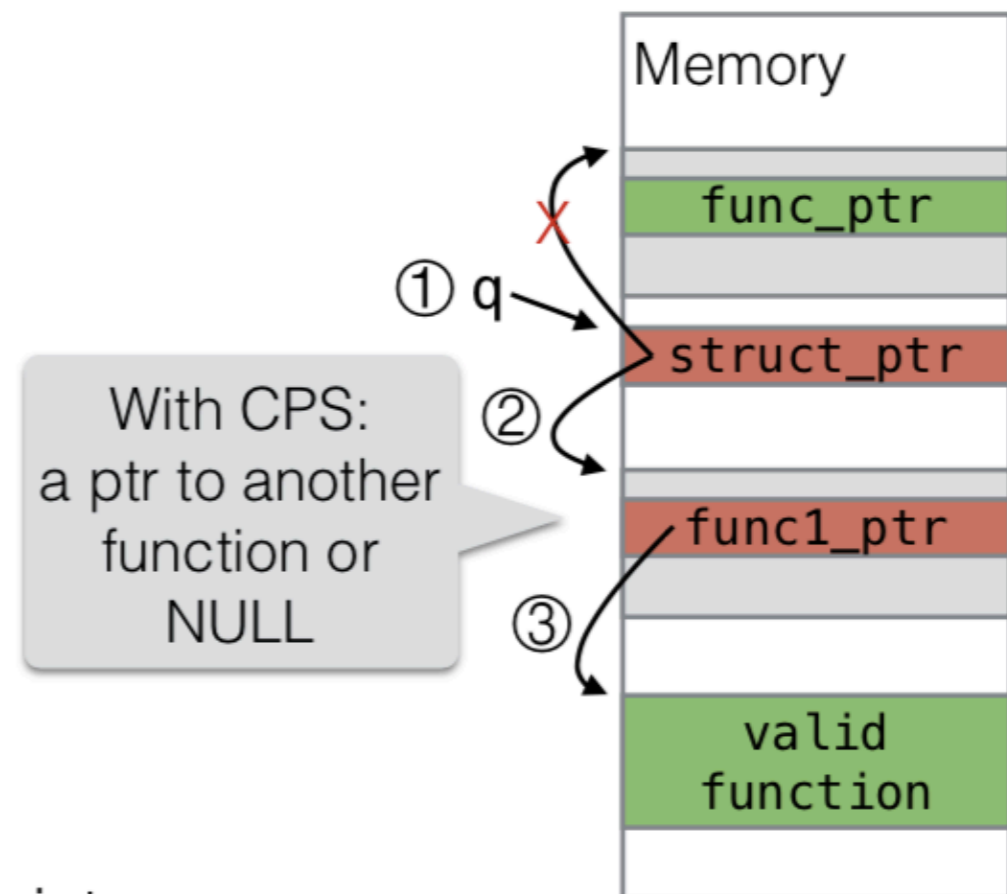 Memory
func_ptr
① q
struct_ptr
With CPS:
a ptr to another
function or
NULL
②
func1_ptr
③
valid
function